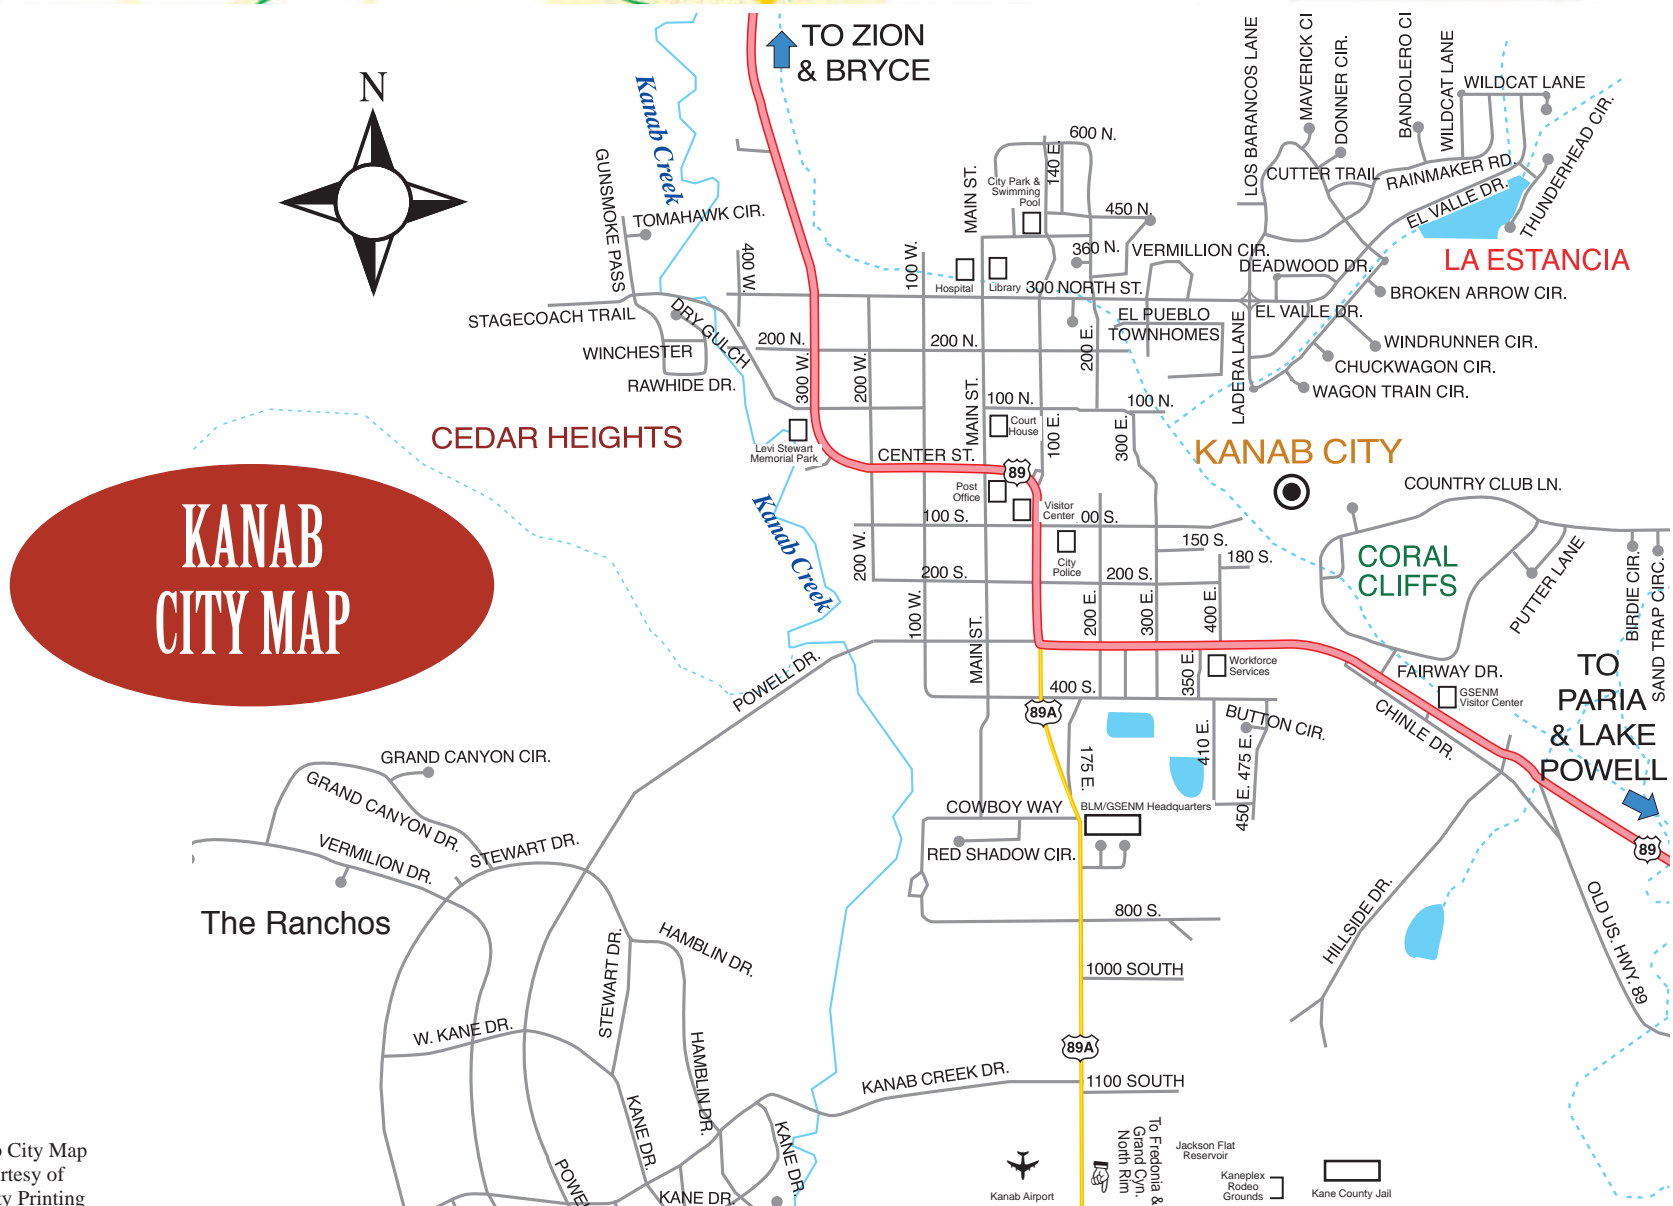 TO ZION
& BRYCE
N
Kanab Creek
GUNSMOKE PASS
TOMAHAWK CIR.
STAGECOACH TRAIL
DRY GULCH
WINCHESTER
RAWHIDE DR.
400 W.
300 W.
200 W.
100 W.
MAIN ST.
600 N.
140 E.
City Park &
Swimming
Pool
450 N.
360 N.
VERMILLION CIR.
Hospital
Library
300 NORTH ST.
EL PUEBLO
TOWNHOMES
200 N.
200 N.
200 E.
LOS BARANCOS LANE
MAVERICK CI
DONNER CIR.
BANDOLERO CI
WILDCAT LANE
WILDCAT LANE
THUNDERHEAD CIR.
CUTTER TRAIL
RAINMAKER RD.
EL VALLE DR.
LA ESTANCIA
DEADWOOD DR.
BROKEN ARROW CIR.
EL VALLE DR.
WINDRUNNER CIR.
CHUCKWAGON CIR.
WAGON TRAIN CIR.
LADERA LANE
CEDAR HEIGHTS
Levi Stewart
Memorial Park
MAIN ST.
100 N.
100 N.
Court
House
100 E.
300 E.
CENTER ST.
89
KANAB CITY
KANAB
CITY MAP
Kanab Creek
Post
Office
Visitor
Center
100 S.
00 S.
City
Police
150 S.
180 S.
200 W.
200 S.
200 S.
100 W.
MAIN ST.
200 E.
300 E.
400 E.
COUNTRY CLUB LN.
CORAL
CLIFFS
PUTTER LANE
BIRDIE CIR.
SAND TRAP CIRC.
POWELL DR.
350 E.
Workforce
Services
FAIRWAY DR.
GSENM
Visitor Center
CHINLE DR.
TO
PARIA
& LAKE
POWELL
400 S.
89A
175 E.
410 E.
BUTTON CIR.
450 E.
475 E.
GRAND CANYON CIR.
GRAND CANYON DR.
VERMILION DR.
STEWART DR.
COWBOY WAY
BLM/GSENM Headquarters
RED SHADOW CIR.
89
The Ranchos
HAMBLIN DR.
STEWART DR.
800 S.
HILLSIDE DR.
OLD US. HWY. 89
1000 SOUTH
W. KANE DR.
HAMBLIN DR.
89A
KANAB CREEK DR.
1100 SOUTH
KANE DR.
KANE DR.
KANE DR.
To Fredonia &
Grand Cyn.
North Rim
Jackson Flat
Reservoir
Kaneplex
Rodeo
Grounds
Kane County Jail
Kanab Airport
City Map
Printing